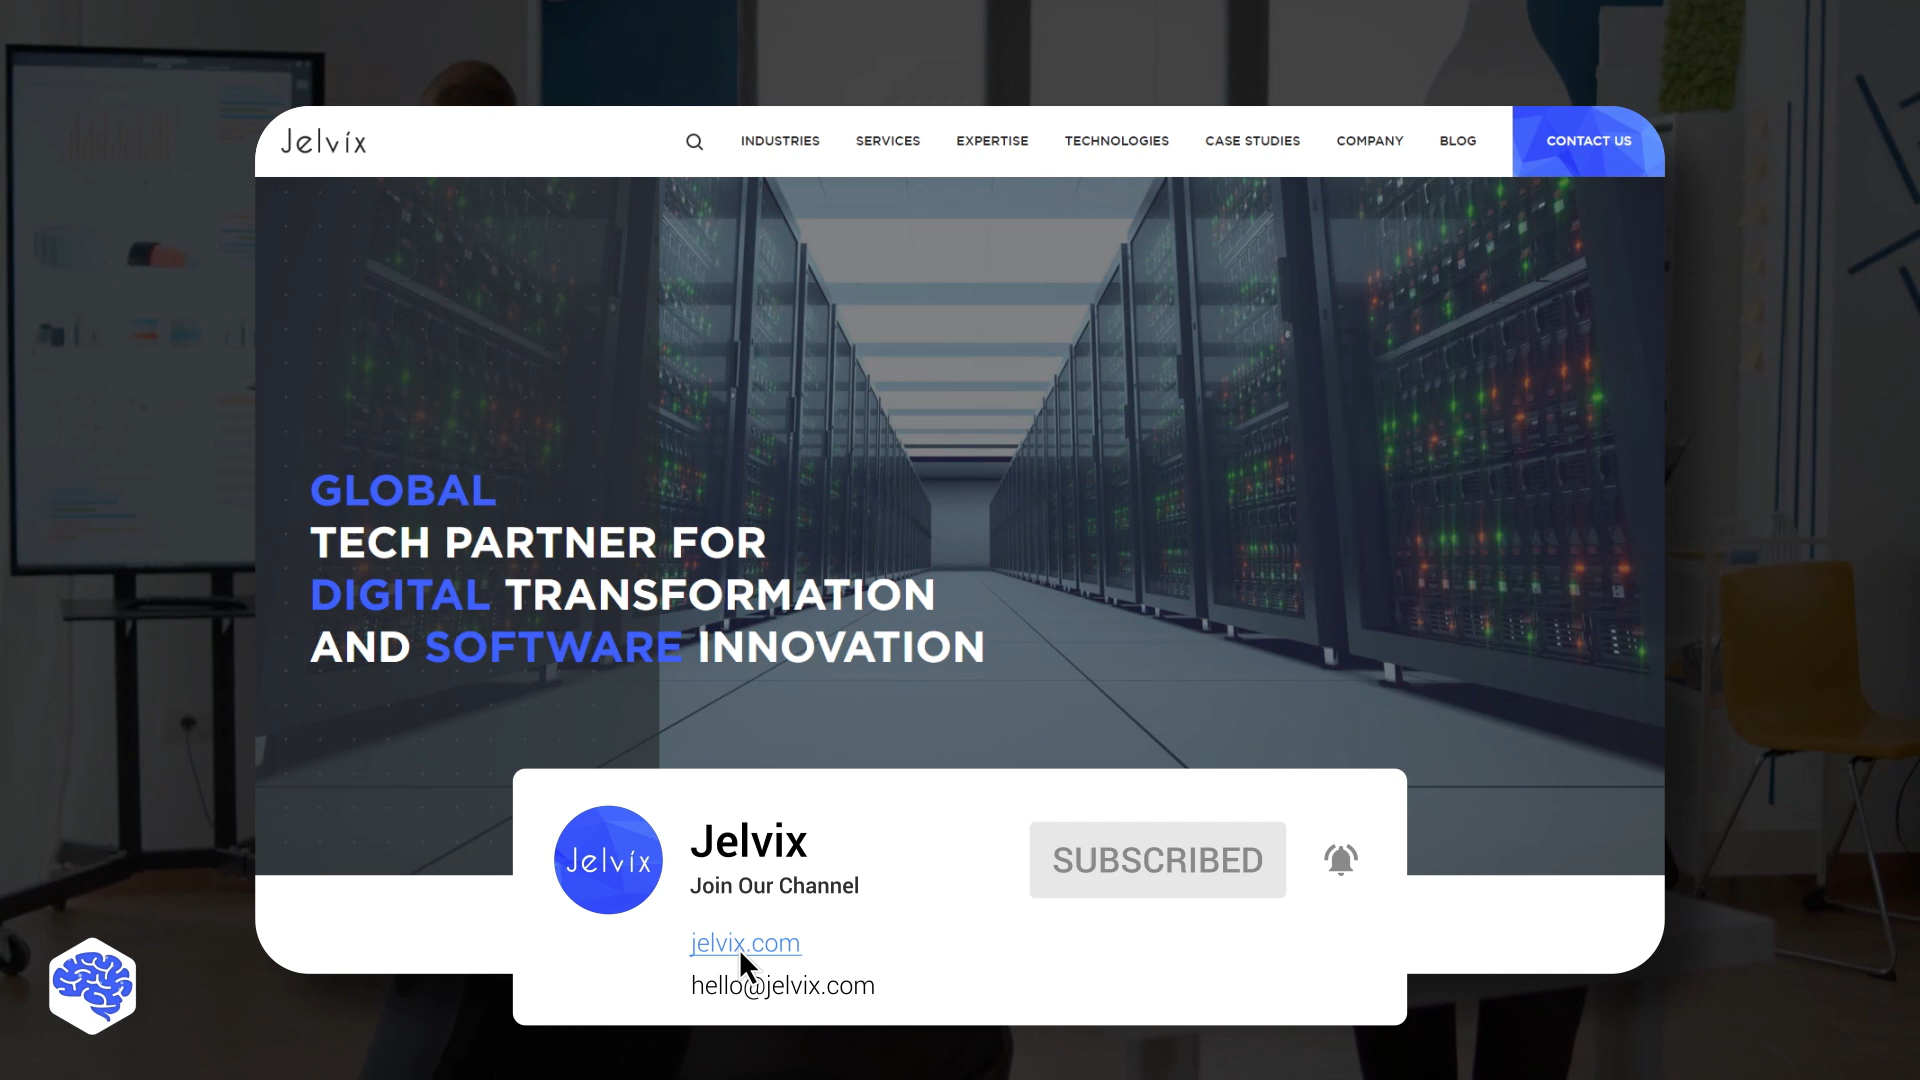 Jelvix
INDUSTRIES SERVICES EXPERTISE TECHNOLOGIES CASE STUDIES COMPANY BLOG CONTACT US
GLOBAL
TECH PARTNER FOR
DIGITAL TRANSFORMATION
AND SOFTWARE INNOVATION
Jelvix
Jelvix
Join Our Channel
SUBSCRIBED
jelvix.com
hello@jelvix.com